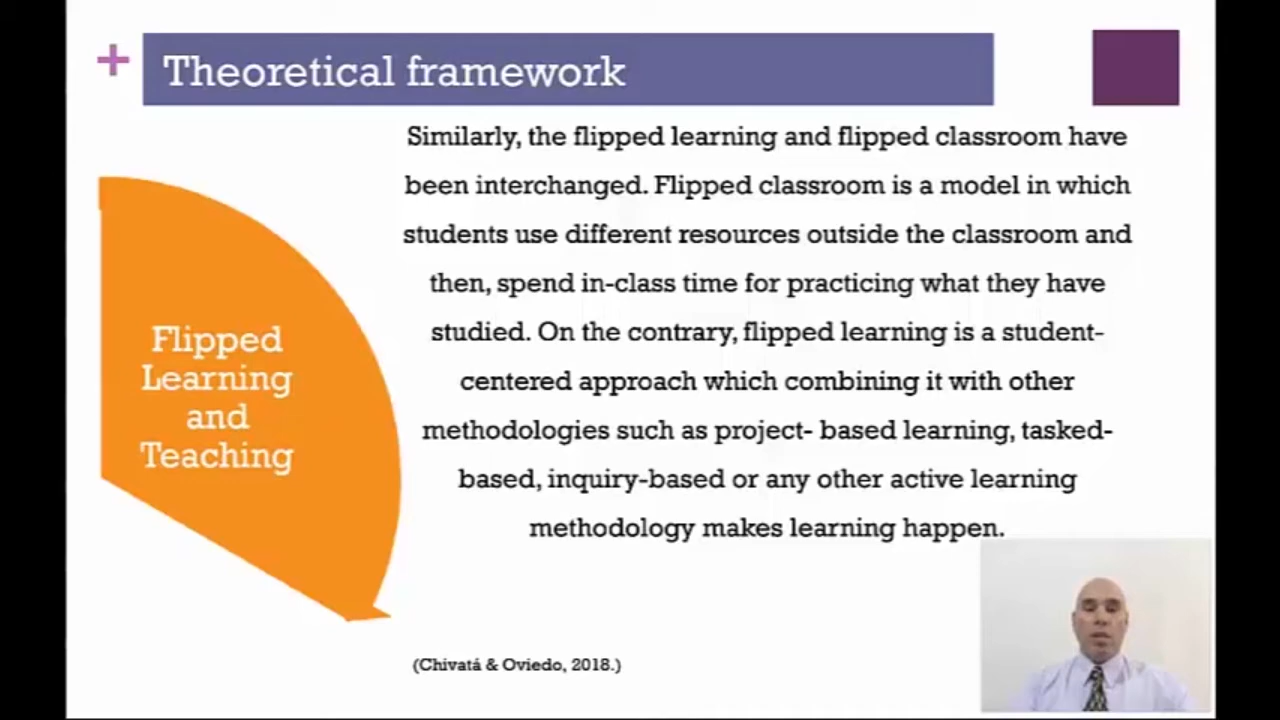 + Theoretical framework
Similarly, the flipped learning and flipped classroom have
been interchanged. Flipped classroom is a model in which
students use different resources outside the classroom and
then, spend in-class time for practicing what they have
studied. On the contrary, flipped learning is a student-
centered approach which combining it with other
methodologies such as project- based learning, tasked-
based, inquiry-based or any other active learning
methodology makes learning happen.
Flipped
Learning
and
Teaching
(Chivatá & Oviedo, 2018.)